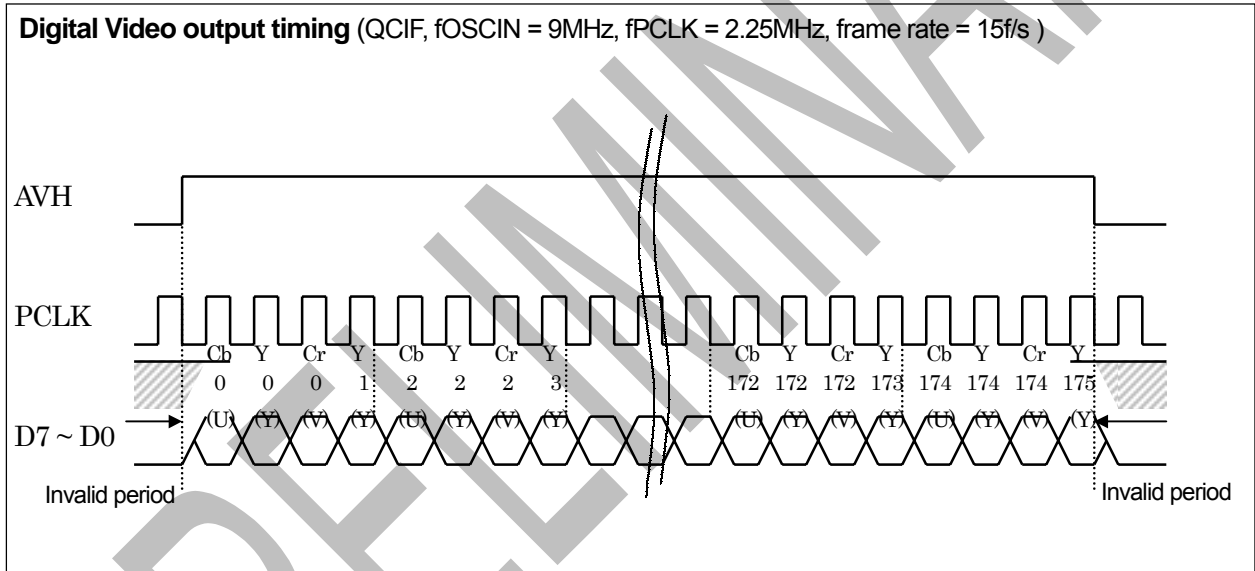 Digital Video output timing (QCIF, fOSCIN = 9MHz, fPCLK = 2.25MHz, frame rate = 15f/s )
AVH
PCLK
Cb Y Cr Y Cb Y Cr Y Cb Y Cr Y Cb Y Cr Y
0 0 0 1 2 2 2 3 172 172 172 173 174 174 174 175
(U) (Y) (V) (Y) (U) (Y) (V) (Y) (U) (Y) (V) (Y) (U) (Y) (V) (Y)
D7 ~ D0
Invalid period Invalid period